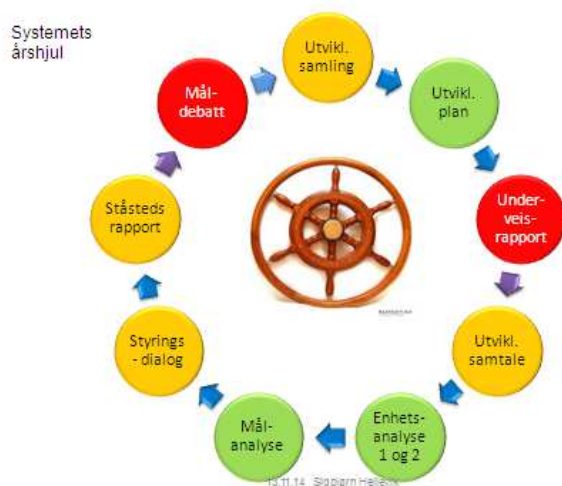 Systemets
årshjul
Utvikl.
samling
Utvikl.
plan
Under-
veis-
rapport
Utvikl.
samtale
Enhets-
analyse
1 og 2
Mål-
analyse
Styrings
- dialog
Ståsteds
rapport
Mål-
debatt
13.11.14 Sigbjørn